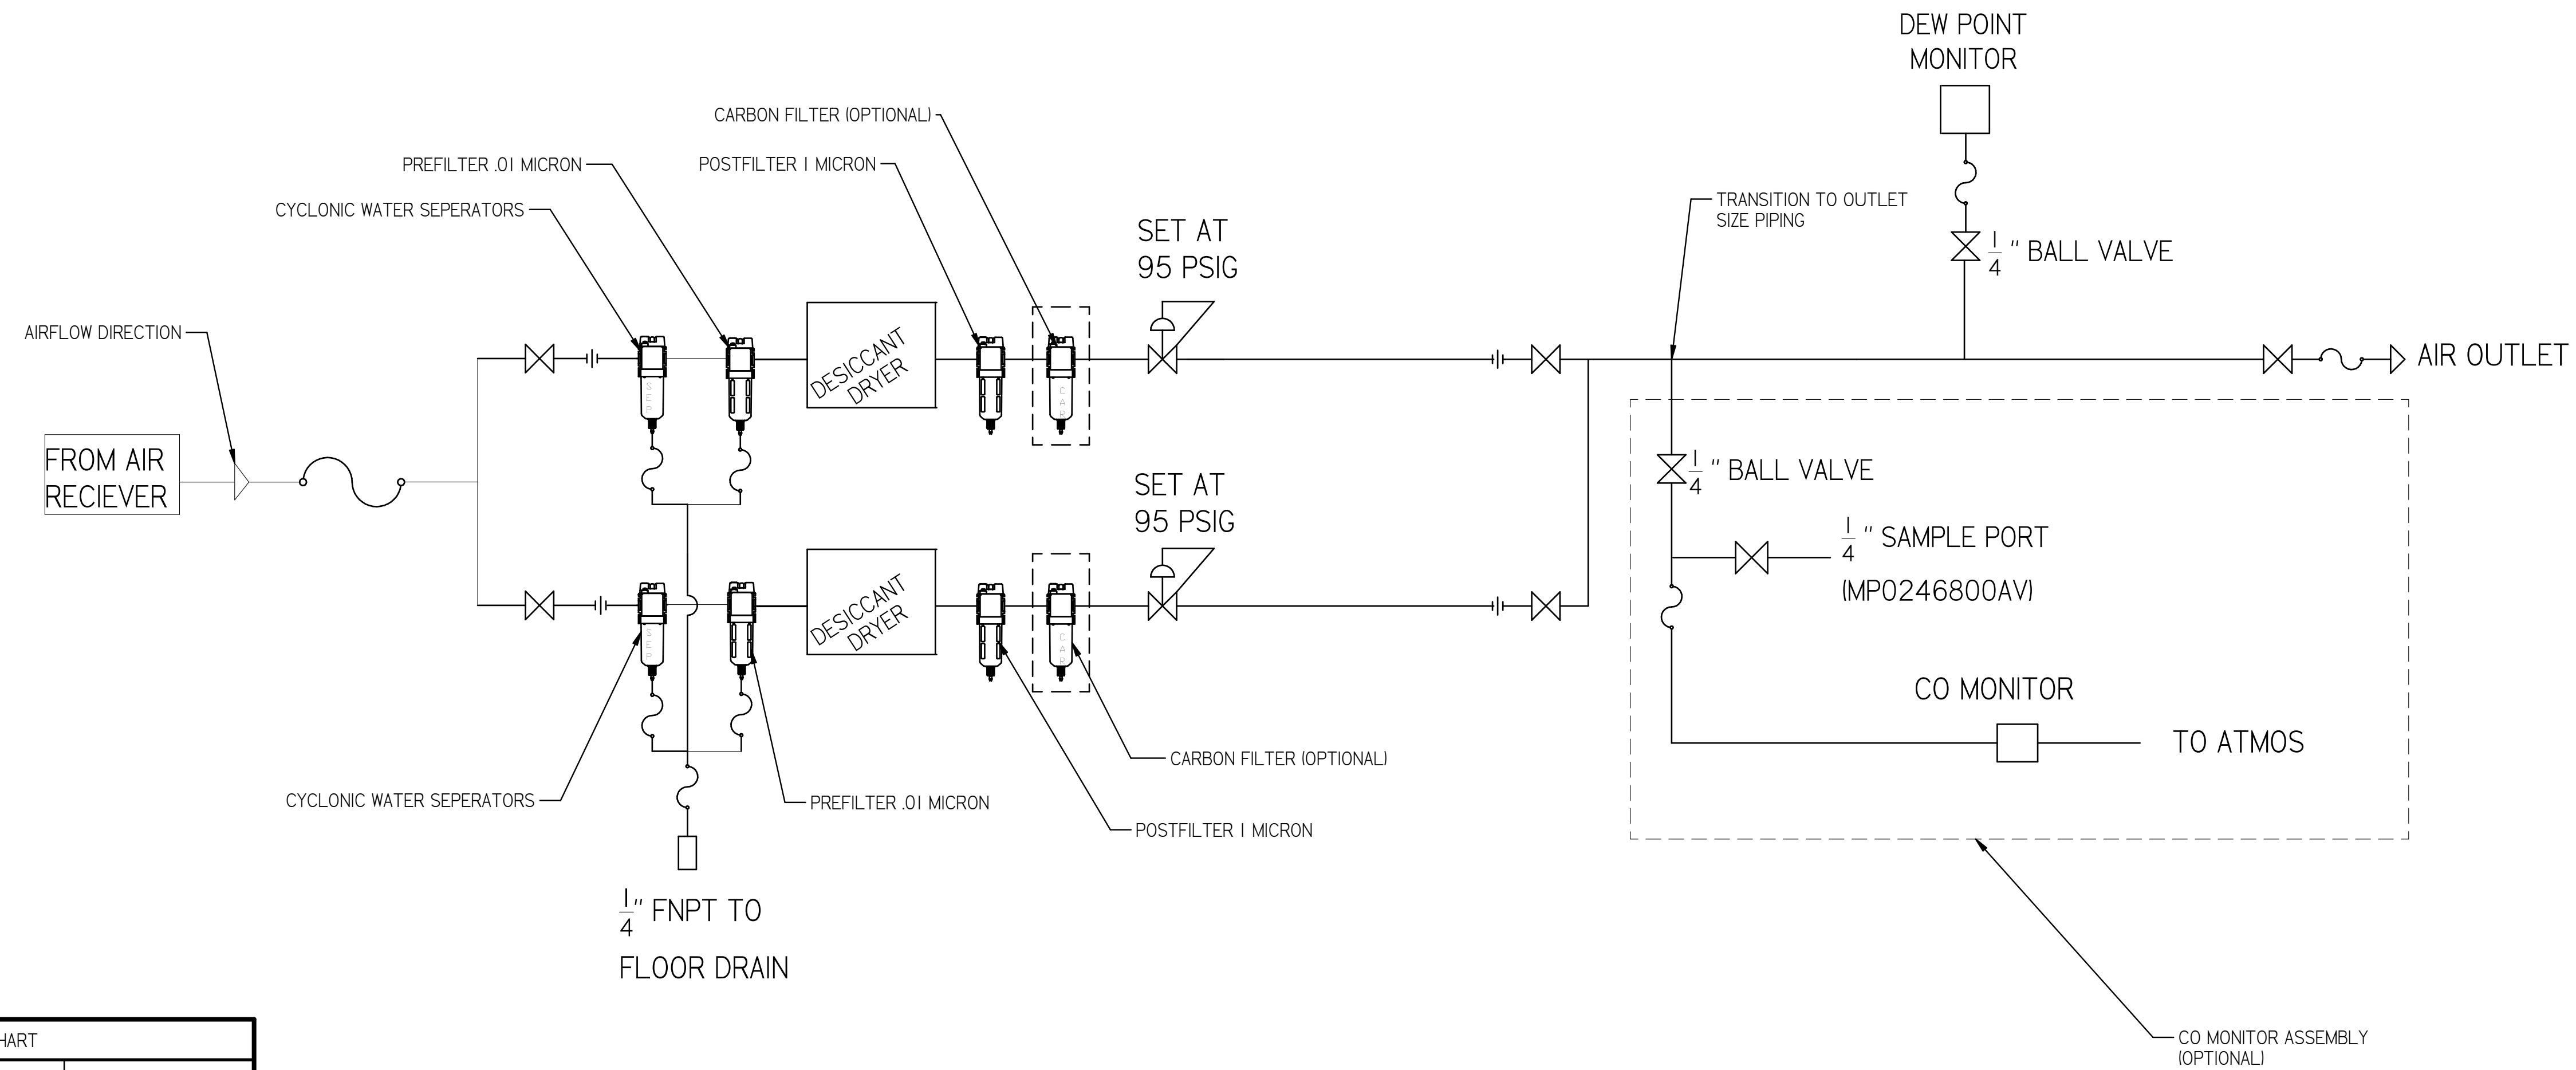 DEW POINT
MONITOR
CARBON FILTER (OPTIONAL)
PREFILTER .01 MICRON
POSTFILTER 1 MICRON
CYCLONIC WATER SEPERATORS
TRANSITION TO OUTLET
SIZE PIPING
SET AT
95 PSIG
1/4 " BALL VALVE
AIRFLOW DIRECTION
DESICCANT
DRYER
SEP
CAR
AIR OUTLET
FROM AIR
RECIEVER
1/4 " BALL VALVE
SET AT
95 PSIG
1/4 " SAMPLE PORT
(MP0246800AV)
DESICCANT
DRYER
SEP
CAR
CO MONITOR
TO ATMOS
CARBON FILTER (OPTIONAL)
CYCLONIC WATER SEPERATORS
PREFILTER .01 MICRON
POSTFILTER 1 MICRON
1/4" FNPT TO
FLOOR DRAIN
CO MONITOR ASSEMBLY
(OPTIONAL)